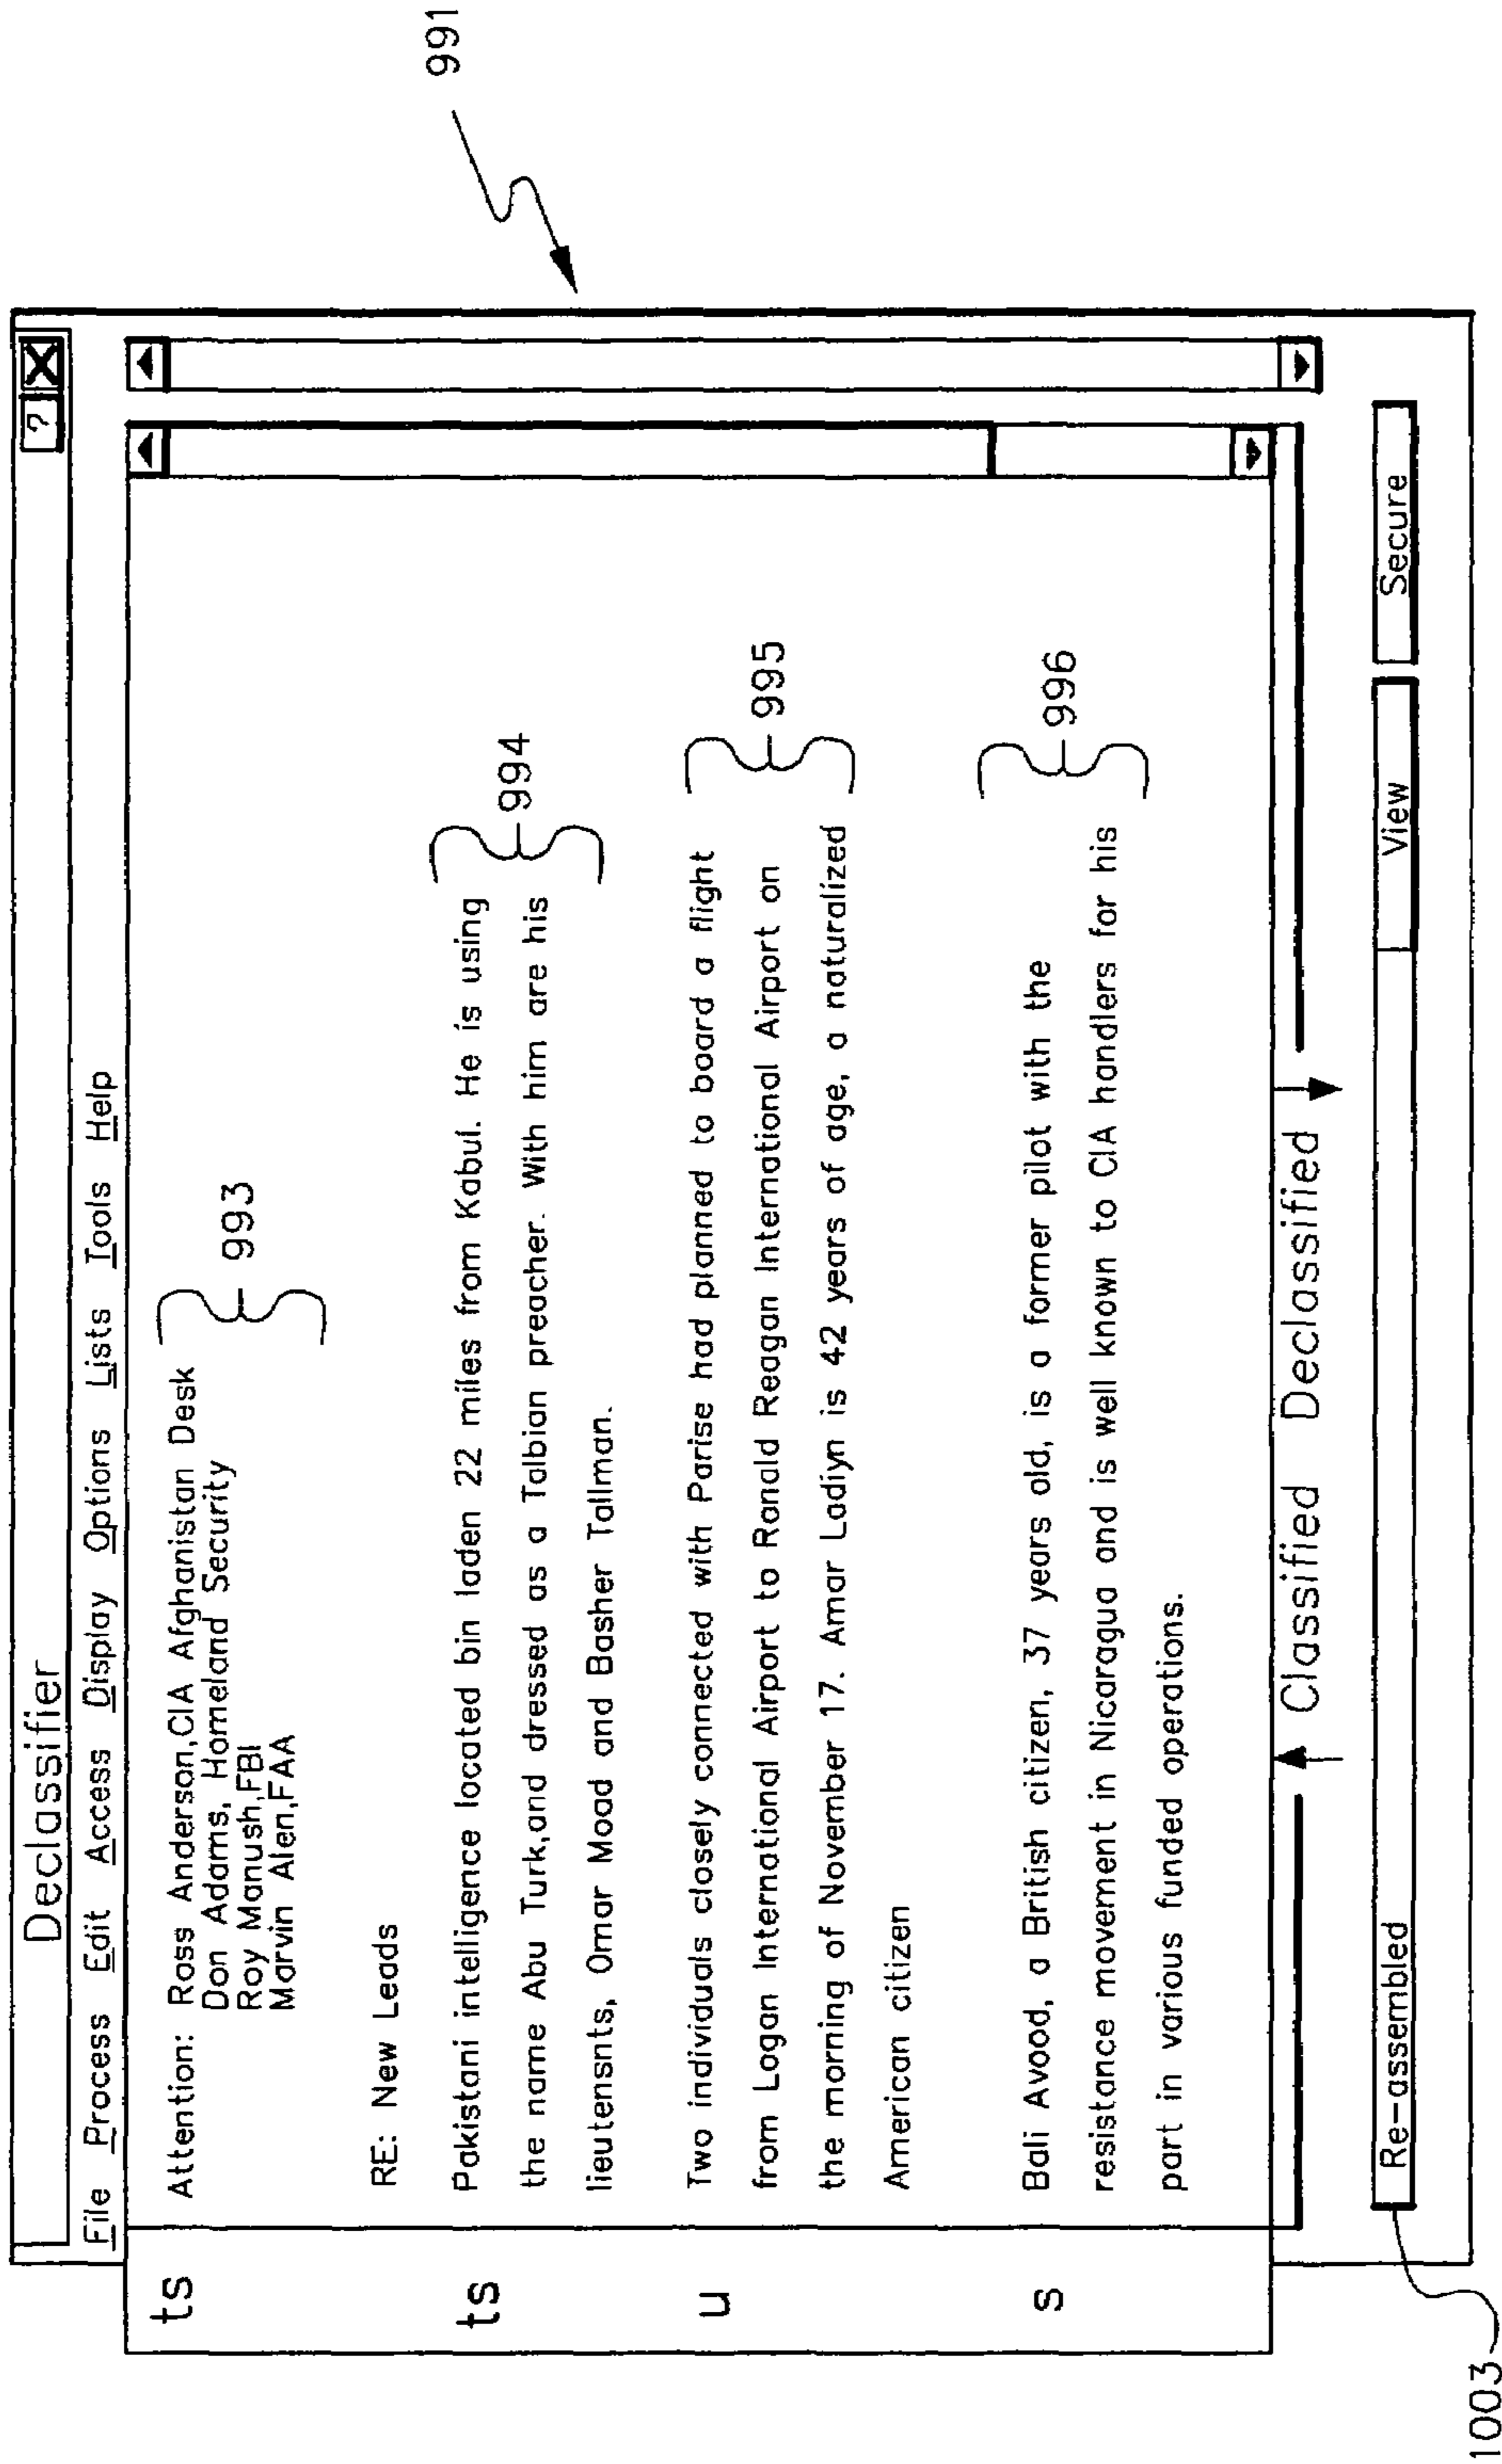 Declassifier
? X
File Process Edit Access Display Options Lists Tools Help
991
ts
Attention: Ross Anderson,CIA Afghanistan Desk
Don Adams, Homeland Security
Roy Manush,FBI
Marvin Alen,FAA
993
RE: New Leads
ts
Pakistani intelligence located bin laden 22 miles from Kabul. He is using
the name Abu Turk,and dressed as a Talbian preacher. With him are his
lieutensnts, Omar Moad and Basher Tallman.
994
u
Two individuals closely connected with Parise had planned to board a flight
from Logan International Airport to Ranald Reagan International Airport on
the morning of November 17. Amar Ladiyn is 42 years of age, a naturalized
American citizen
995
s
Bali Avood, a British citizen, 37 years old, is a former pilot with the
resistance movement in Nicaragua and is well known to CIA handlers for his
part in various funded operations.
996
Classified Declassified
Re-assembled View Secure
1003